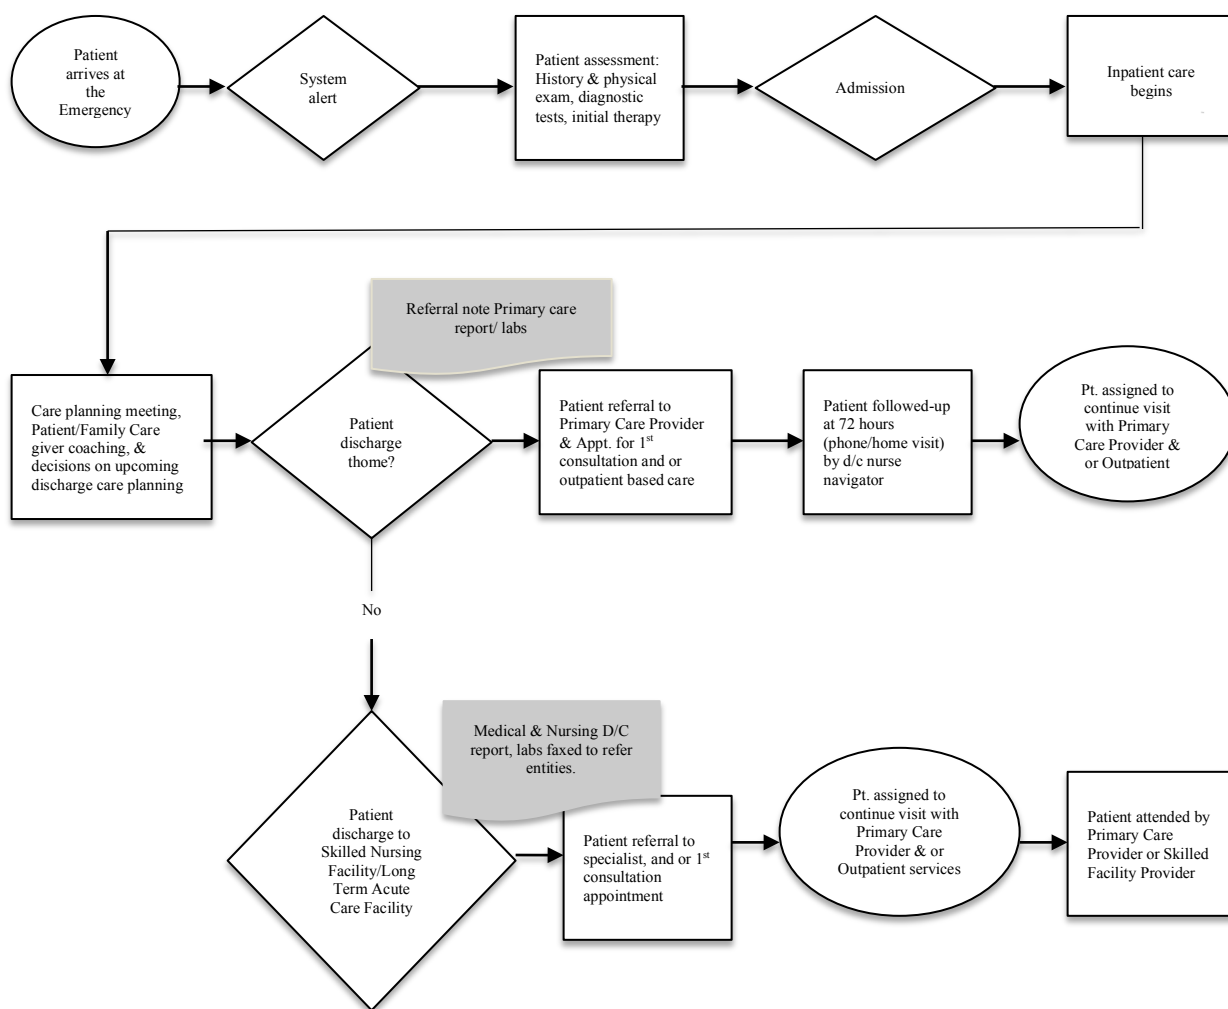 Patient
arrives at
the
Emergency
System
alert
Patient assessment:
History & physical
exam, diagnostic
tests, initial therapy
Admission
Inpatient care
begins
Referral note Primary care
report/ labs
Care planning meeting,
Patient/Family Care
giver coaching, &
decisions on upcoming
discharge care planning
Patient
discharge
thome?
Patient referral to
Primary Care Provider
& Appt. for 1st
consultation and or
outpatient based care
Patient followed-up
at 72 hours
(phone/home visit)
by d/c nurse
navigator
Pt. assigned to
continue visit
with Primary
Care Provider &
or Outpatient
No
Medical & Nursing D/C
report, labs faxed to refer
entities.
Patient
discharge to
Skilled Nursing
Facility/Long
Term Acute
Care Facility
Patient referral to
specialist, and or 1st
consultation
appointment
Pt. assigned to
continue visit with
Primary Care
Provider & or
Outpatient services
Patient attended by
Primary Care
Provider or Skilled
Facility Provider